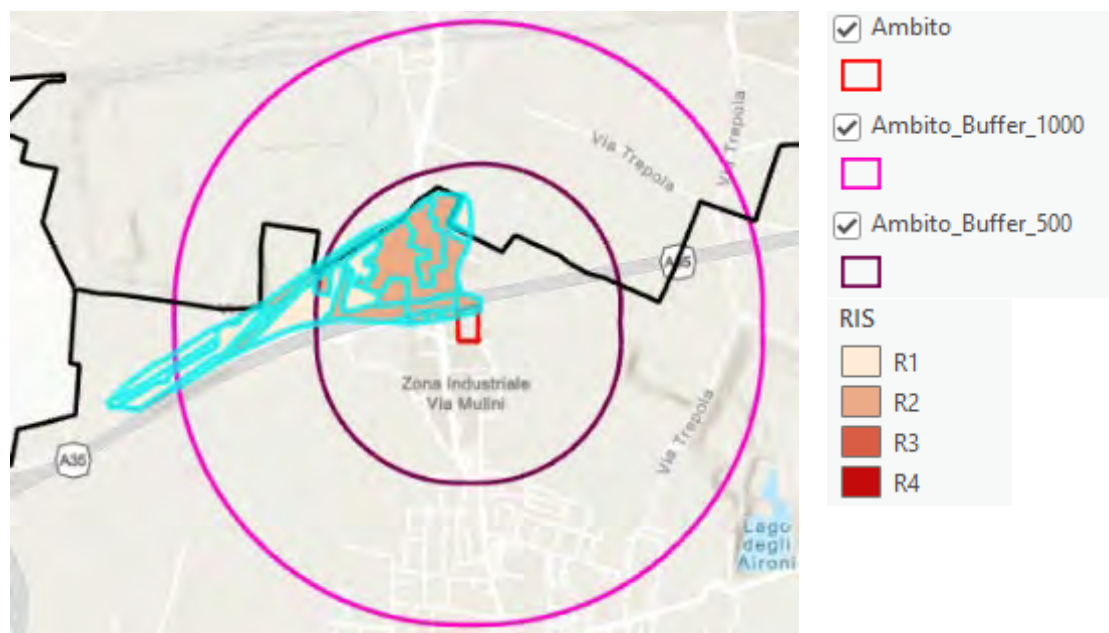 Via Trepola
Via Trepola
A35
Zona Industriale
Via Mulini
Via Trepola
A35
Lago
degli
Aironi
Ambito
Ambito_Buffer_1000
Ambito_Buffer_500
RIS
R1
R2
R3
R4